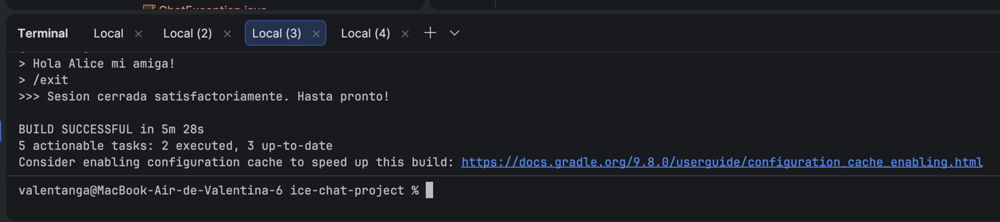 ChatException.java
Terminal Local × Local (2) × Local (3) × Local (4) ×
> Hola Alice mi amiga!
> /exit
>>> Sesion cerrada satisfactoriamente. Hasta pronto!
BUILD SUCCESSFUL in 5m 28s
5 actionable tasks: 2 executed, 3 up-to-date
Consider enabling configuration cache to speed up this build: https://docs.gradle.org/9.8.0/userguide/configuration_cache_enabling.html
valentanga@MacBook-Air-de-Valentina-6 ice-chat-project %